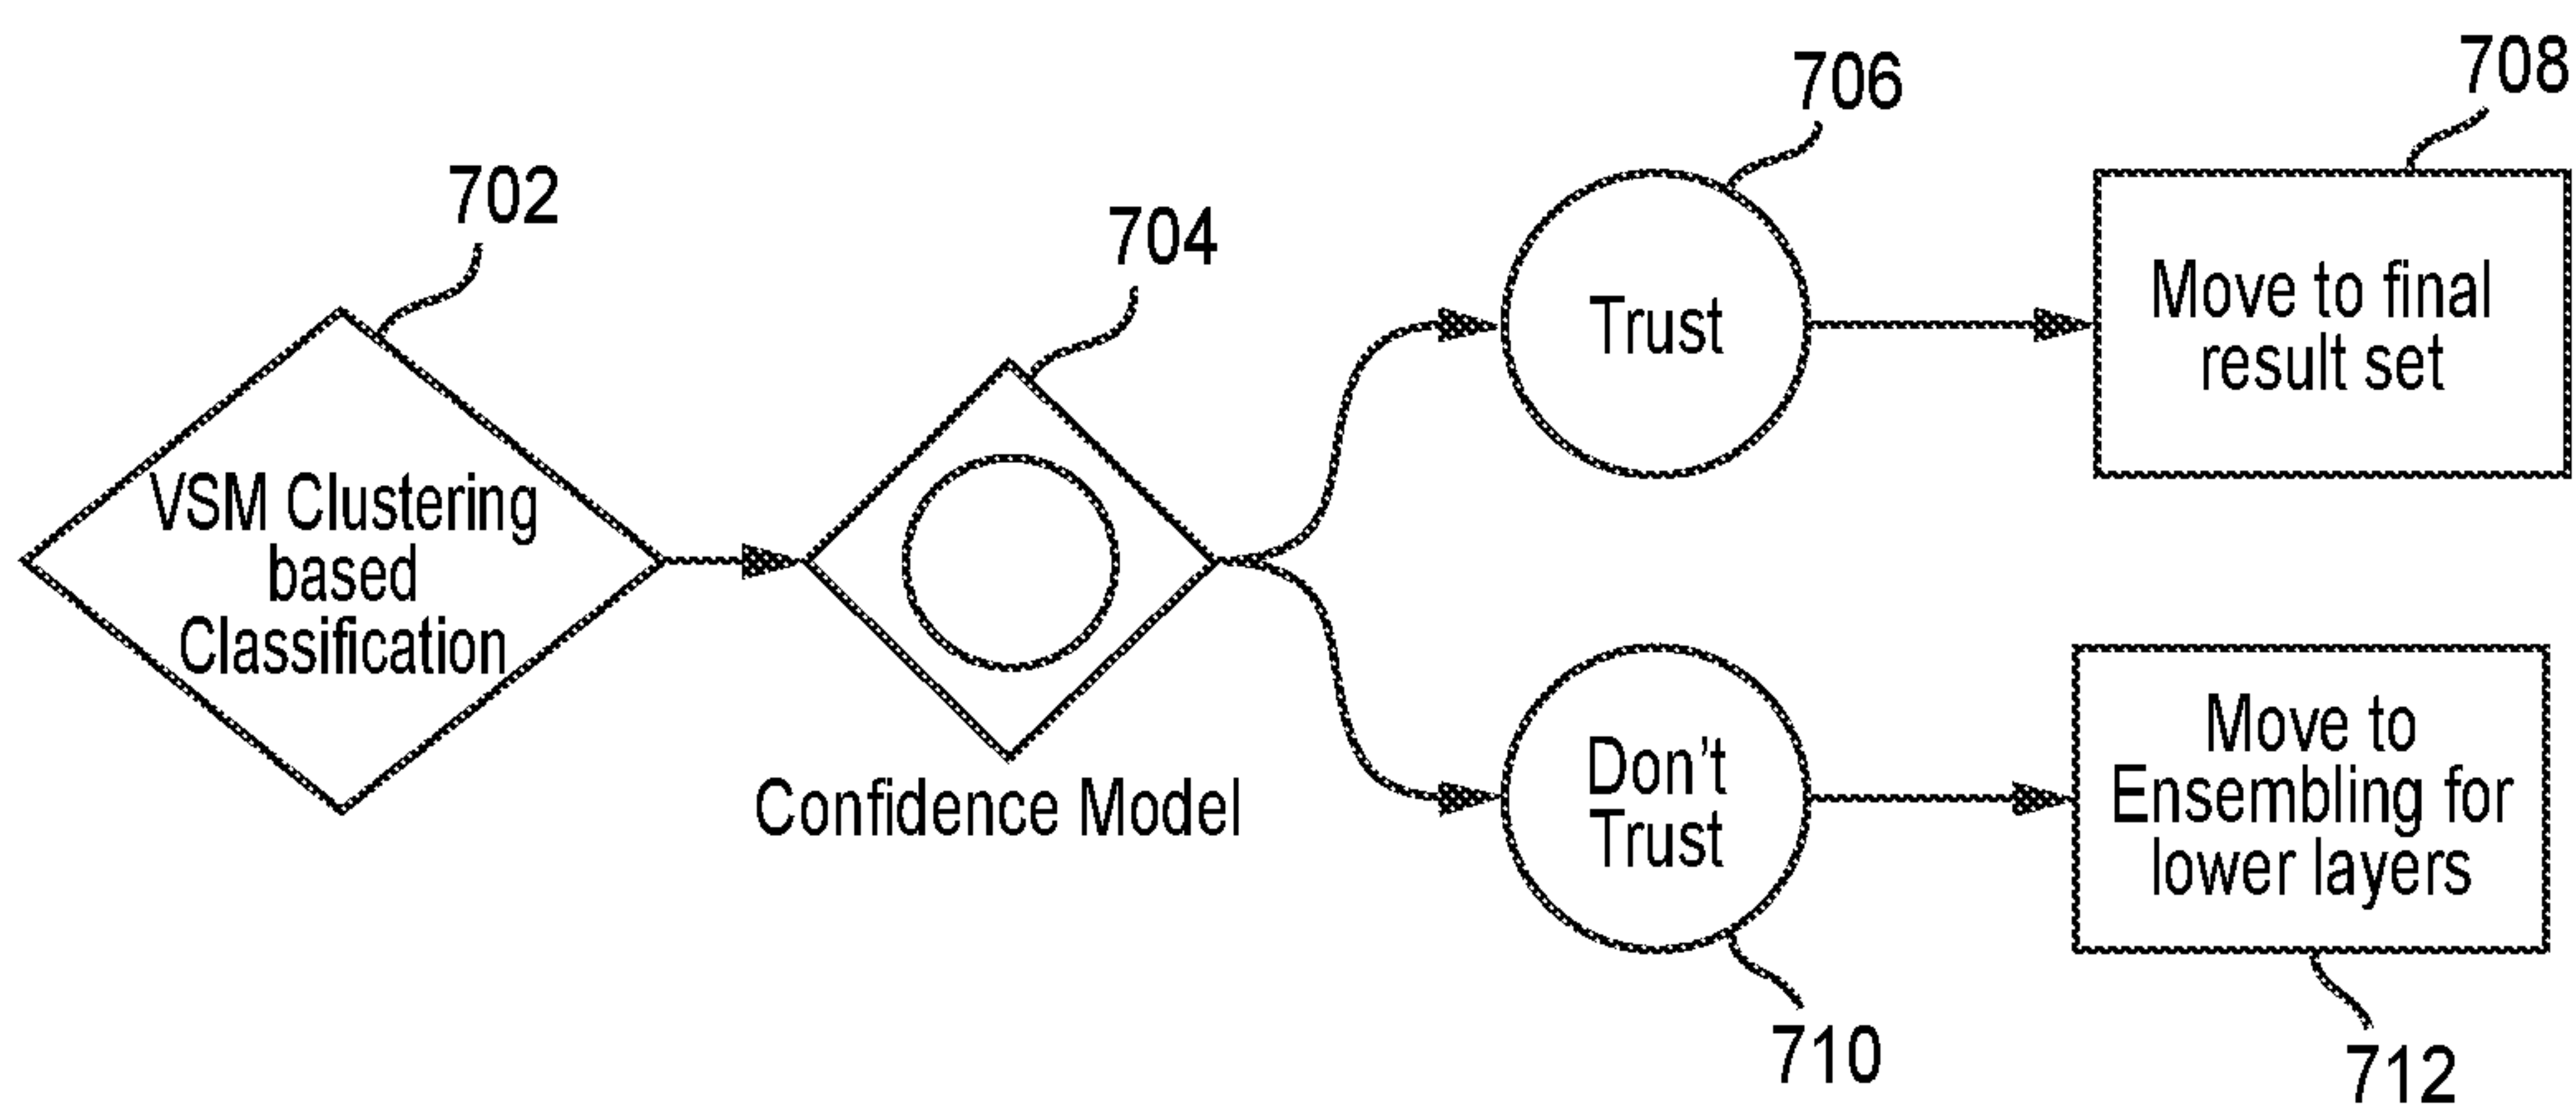 708
706
702
704
Trust
Move to final
result set
VSM Clustering
based
Classification
Confidence Model
Don't
Trust
Move to
Ensembling for
lower layers
710
712